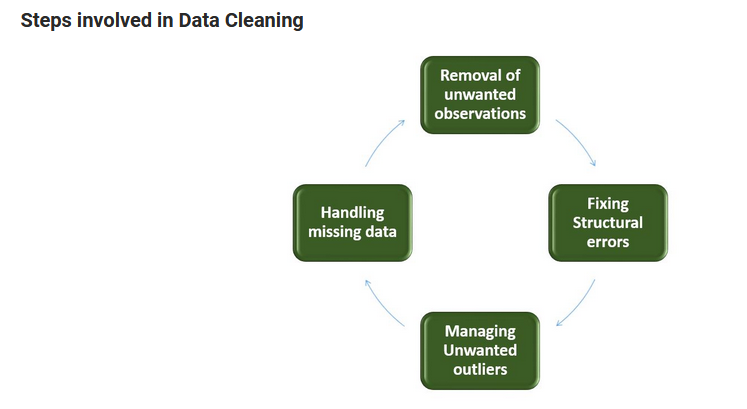 Steps involved in Data Cleaning
Removal of
unwanted
observations
Handling
missing data
Fixing
Structural
errors
Managing
Unwanted
outliers